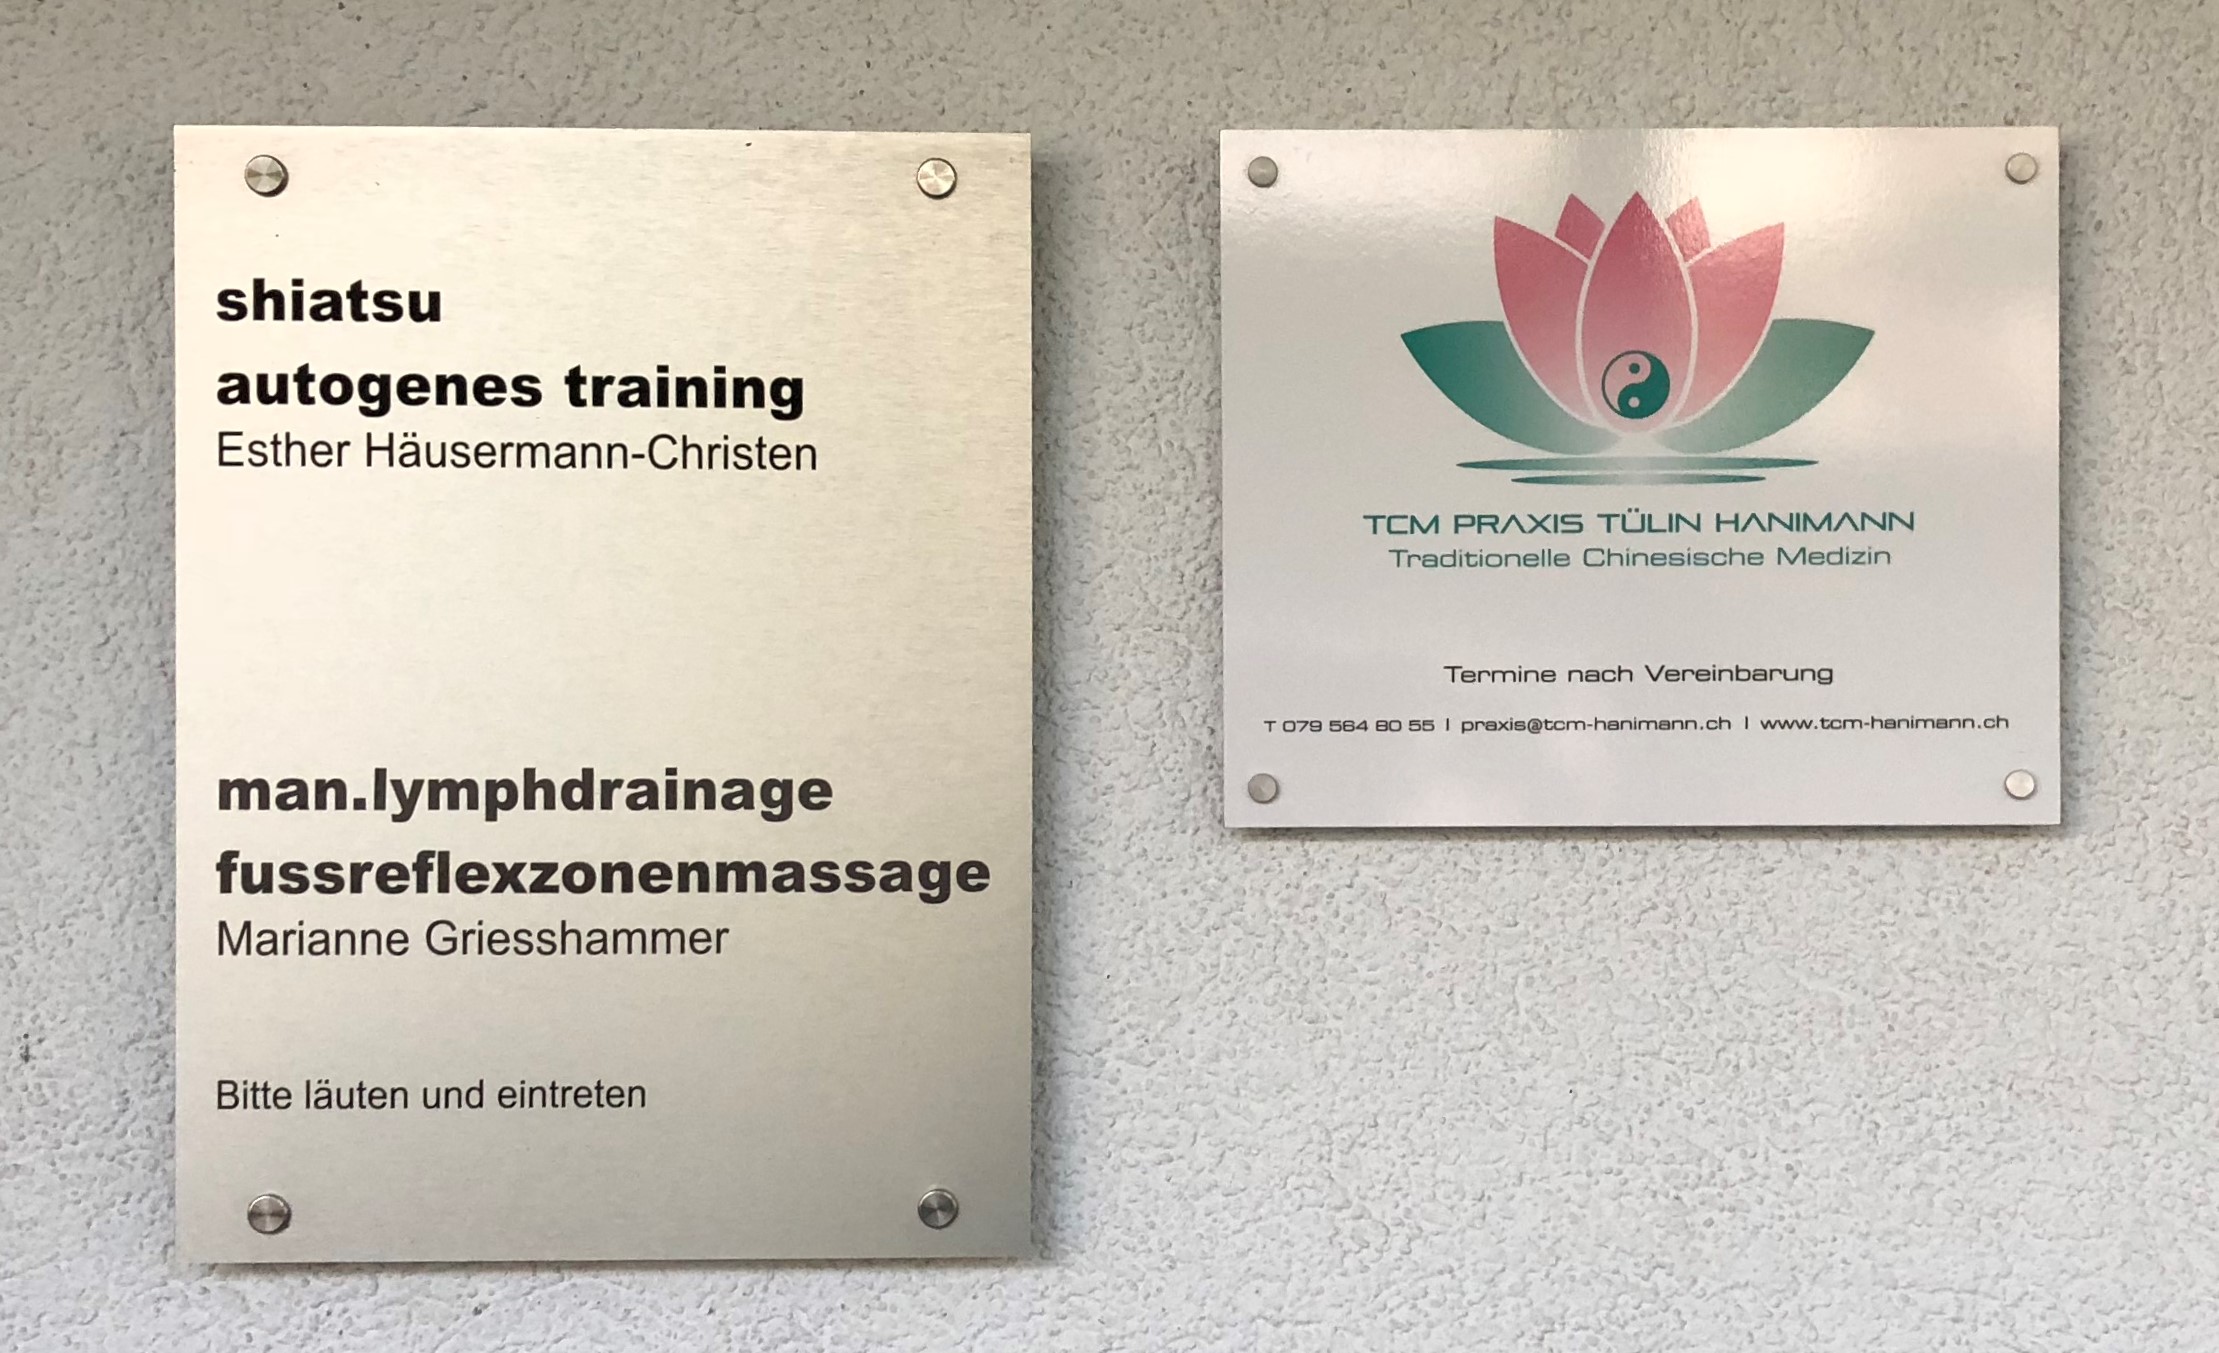 shiatsu
autogenes training
Esther Häusermann-Christen
man.lymphdrainage
fussreflexzonenmassage
Marianne Griesshammer
Bitte läuten und eintreten
TCM PRAXIS TÜLIN HANIMANN
Traditionelle Chinesische Medizin
Termine nach Vereinbarung
T 079 564 80 55 | praxis@tcm-hanimann.ch | www.tcm-hanimann.ch